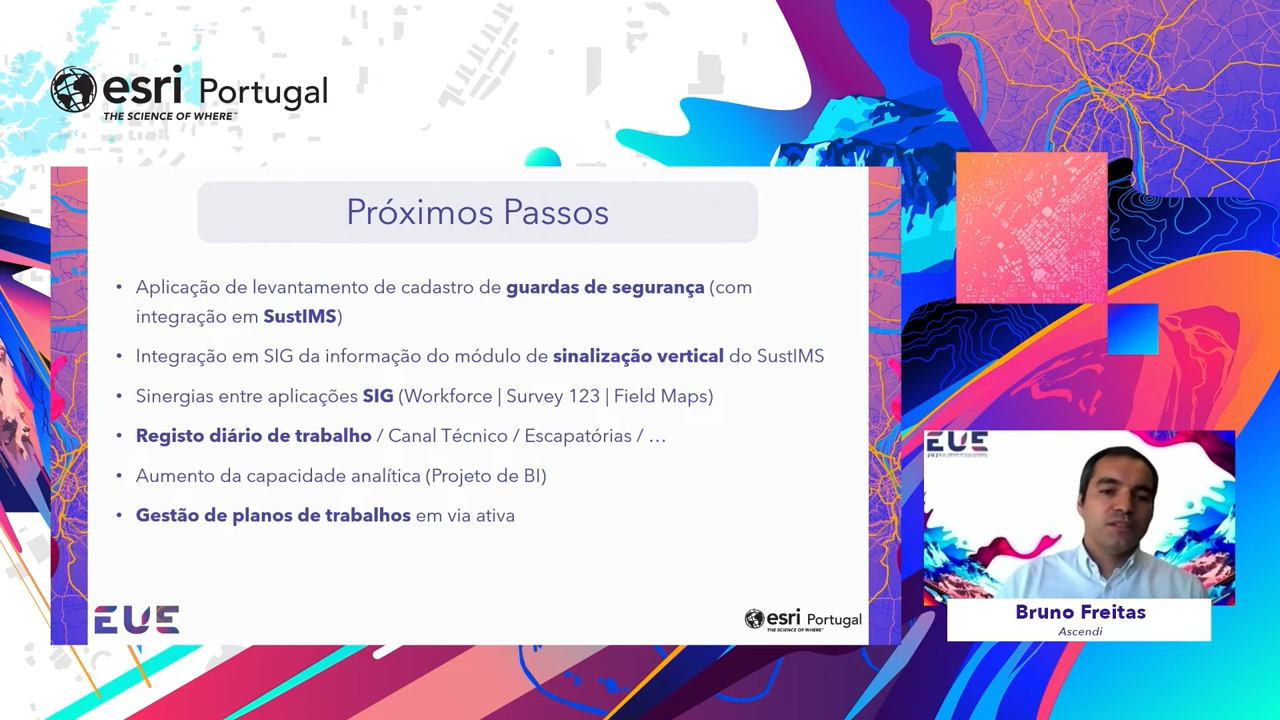 esri Portugal
THE SCIENCE OF WHERE™
Próximos Passos
• Aplicação de levantamento de cadastro de guardas de segurança (com
integração em SustIMS)
• Integração em SIG da informação do módulo de sinalização vertical do SustIMS
• Sinergias entre aplicações SIG (Workforce | Survey 123 | Field Maps)
• Registo diário de trabalho / Canal Técnico / Escapatórias / …
• Aumento da capacidade analítica (Projeto de BI)
• Gestão de planos de trabalhos em via ativa
EUE
esri Portugal
THE SCIENCE OF WHERE™
EUE
2021
Bruno Freitas
Ascendi